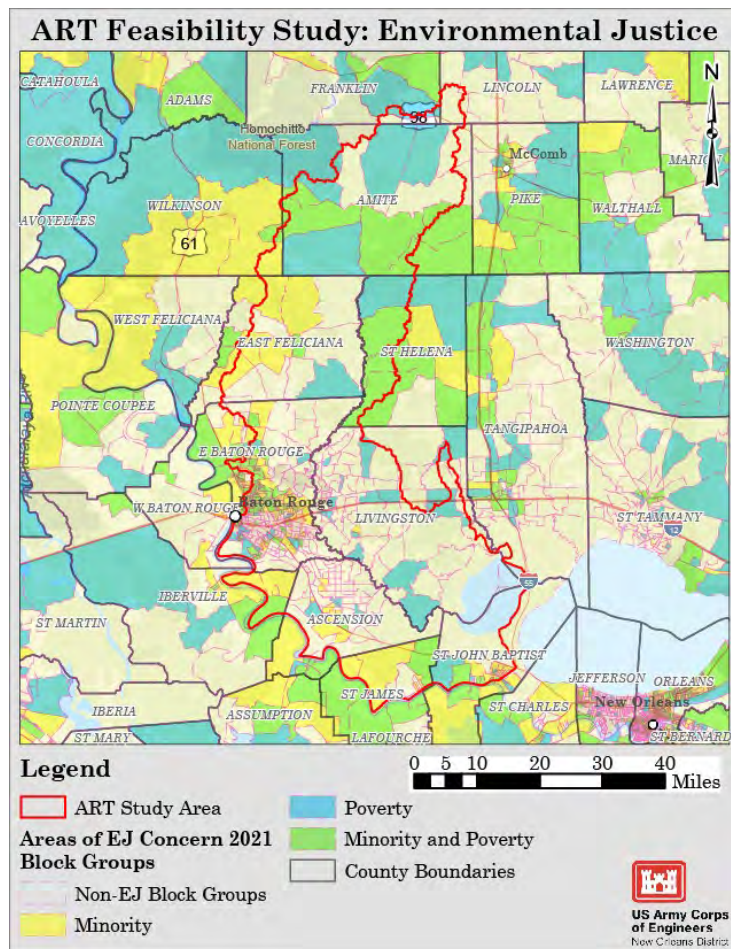 ART Feasibility Study: Environmental Justice
CATAHOULA
ADAMS
FRANKLIN
LINCOLN
LAWRENCE
N
CONCORDIA
Homochitto
National Forest
98
McComb
MARION
AVOYELLES
WILKINSON
AMITE
PIKE
WALTHALL
61
WEST FELICIANA
EAST FELICIANA
ST HELENA
WASHINGTON
POINTE COUPEE
TANGIPAHOA
E BATON ROUGE
W BATON ROUGE
Baton Rouge
LIVINGSTON
ST TAMMANY
12
IBERVILLE
55
ST MARTIN
ASCENSION
ST JOHN BAPTIST
JEFFERSON
ORLEANS
IBERIA
ASSUMPTION
ST JAMES
ST CHARLES
New Orleans
ST MARY
LAFOURCHE
ST BERNARD
Legend
0 5 10 20 30 40
Miles
ART Study Area
Areas of EJ Concern 2021
Block Groups
Non-EJ Block Groups
Minority
Poverty
Minority and Poverty
County Boundaries
US Army Corps
of Engineers
New Orleans District